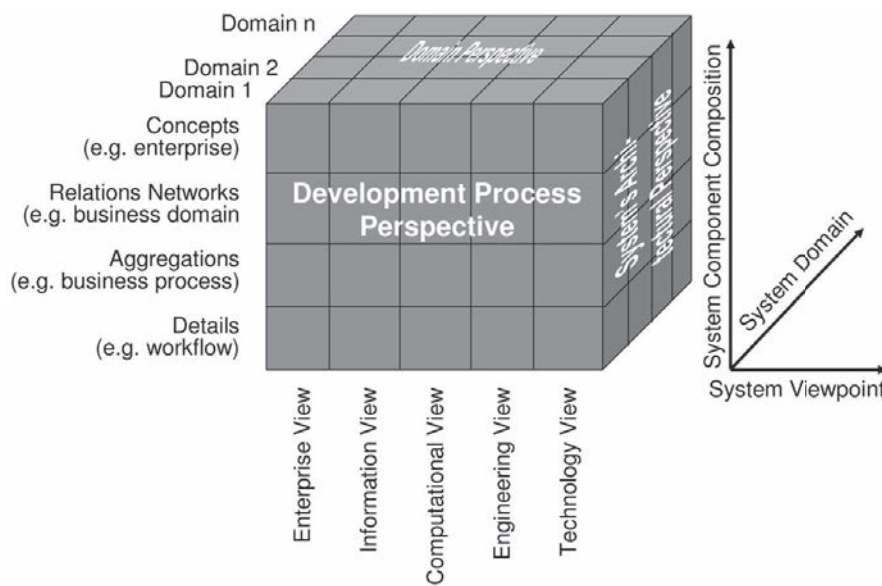 Domain n
Domain 2
Domain 1
Domain Perspective
Concepts
(e.g. enterprise)
Relations Networks
(e.g. business domain
Aggregations
(e.g. business process)
Details
(e.g. workflow)
Development Process
Perspective
System's Archi-
tectural Perspective
Enterprise View
Information View
Computational View
Engineering View
Technology View
System Component Composition
System Domain
System Viewpoint